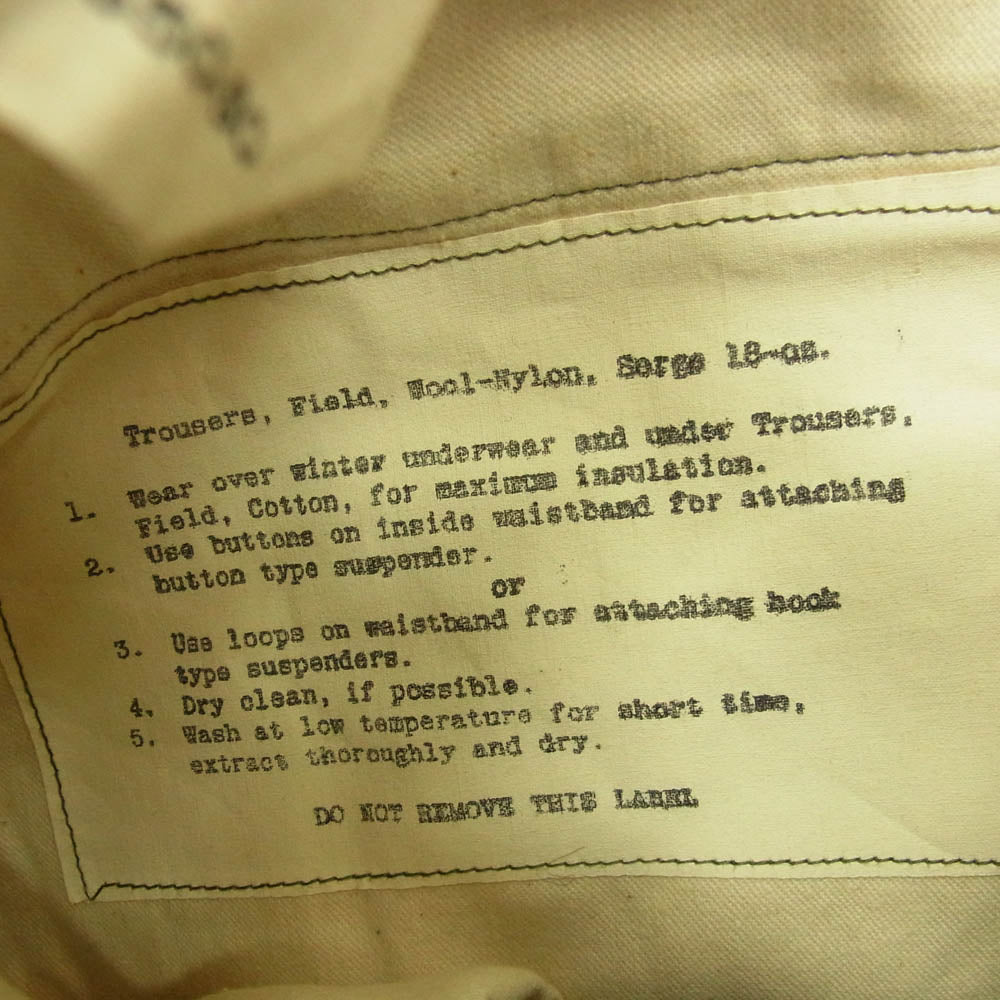 Trousers, Field, Wool-Nylon, Serge 18-oz.
1. Wear over winter underwear and under Trousers,
Field, Cotton, for maximum insulation.
2. Use buttons on inside waistband for attaching
button type suspender.
or
3. Use loops on waistband for attaching hook
type suspenders.
4. Dry clean, if possible.
5. Wash at low temperature for short time,
extract thoroughly and dry.
DO NOT REMOVE THIS LABEL